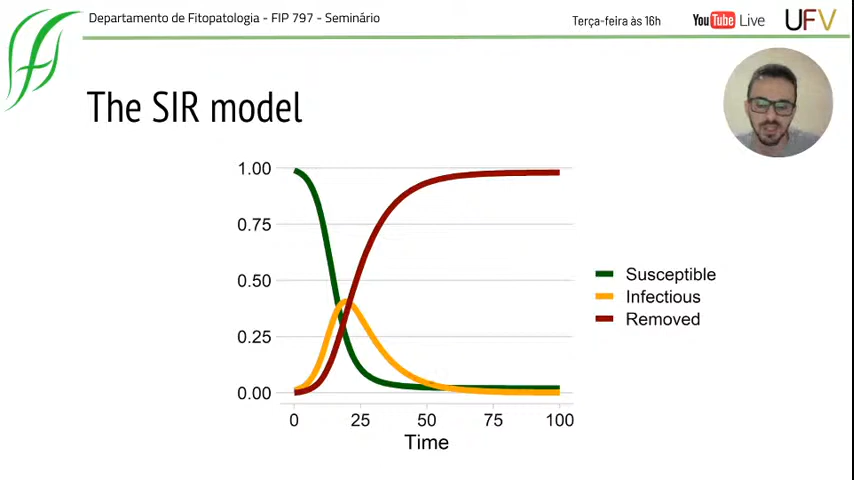 Departamento de Fitopatologia - FIP 797 - Seminário
Terça-feira às 16h
YouTube Live
UFV
The SIR model
1.00
0.75
0.50
0.25
0.00
0 25 50 75 100
Time
Susceptible
Infectious
Removed